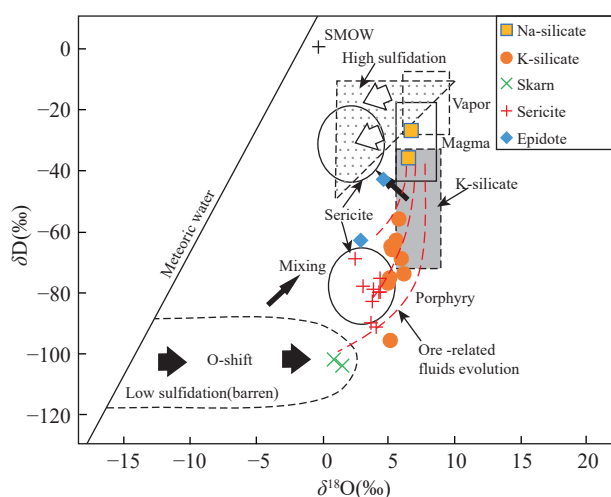 SMOW
High sulfidation
Na-silicate
K-silicate
Skarn
Sericite
Epidote
Vapor
Magma
K-silicate
Sericite
Meteoric water
Mixing
Porphyry
O-shift
Ore -related
fluids evolution
Low sulfidation(barren)
δD(‰)
0
−20
−40
−60
−80
−100
−120
−15
−10
−5
0
5
10
15
20
δ18O(‰)